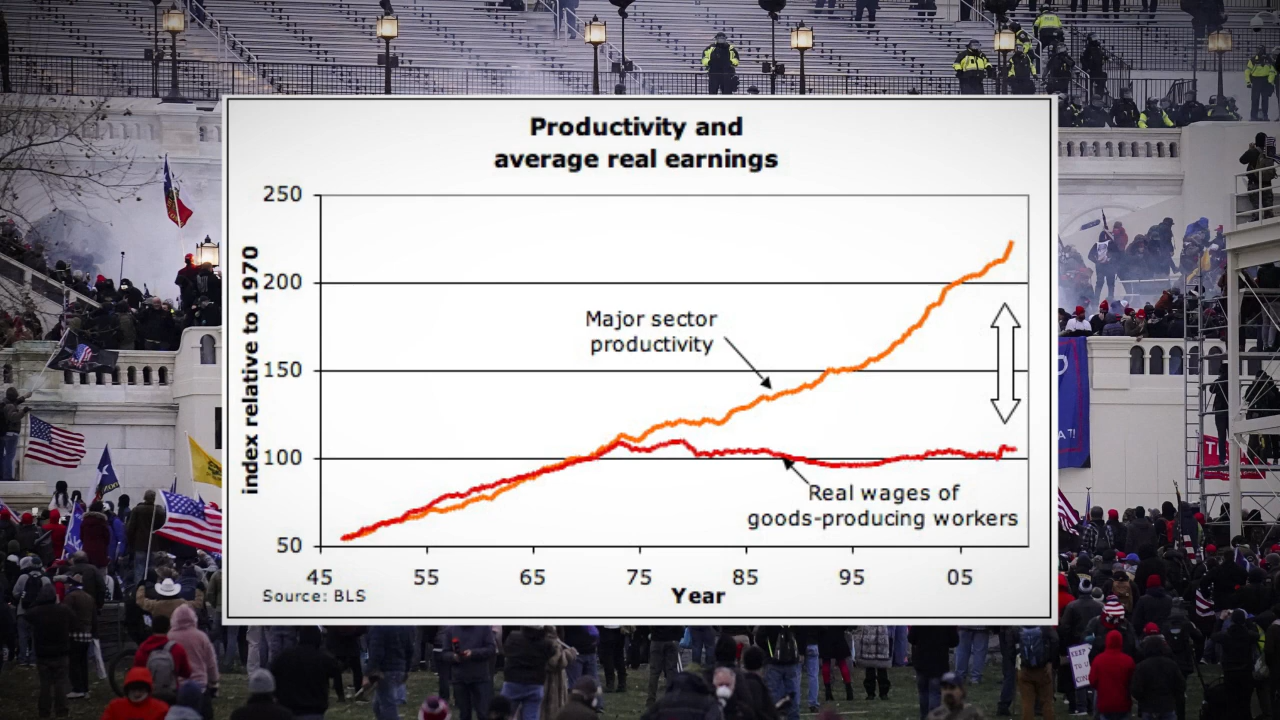 Productivity and
average real earnings
250
200
150
100
50
index relative to 1970
Major sector
productivity
Real wages of
goods-producing workers
45 55 65 75 85 95 05
Source: BLS
Year